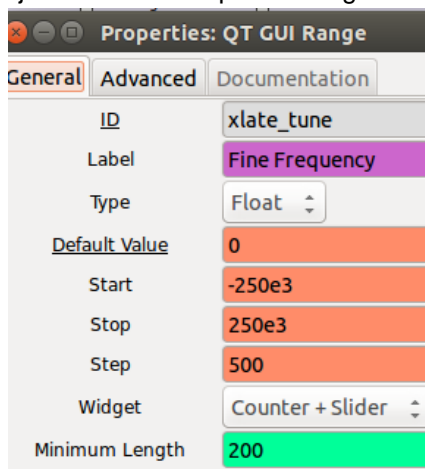 Properties: QT GUI Range
General Advanced Documentation
ID xlate_tune
Label Fine Frequency
Type Float
Default Value 0
Start -250e3
Stop 250e3
Step 500
Widget Counter + Slider
Minimum Length 200